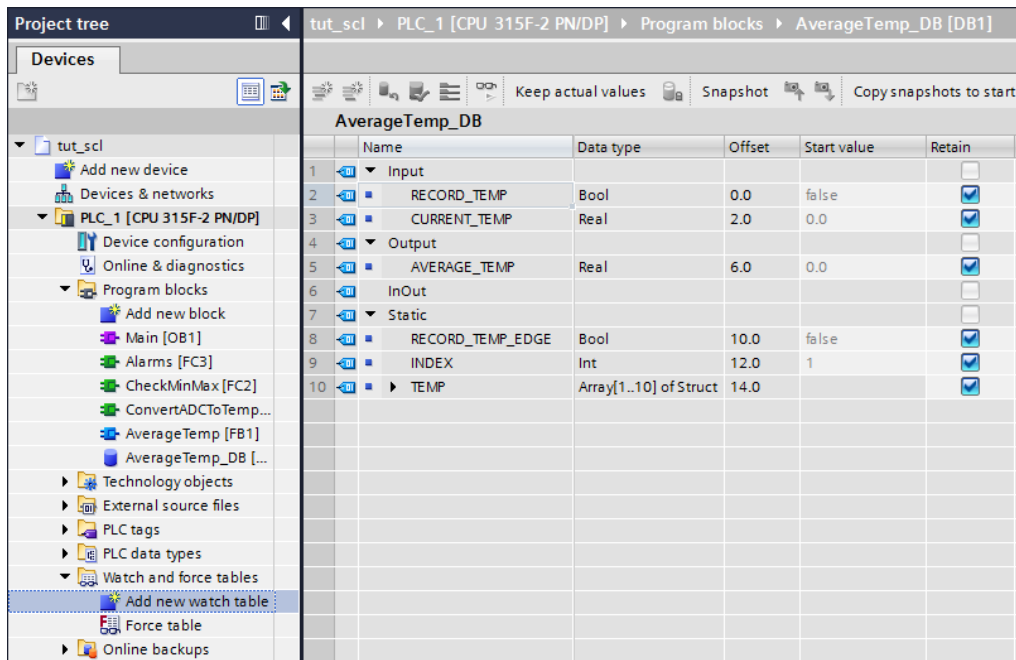 Project tree
Devices
tut_scl
Add new device
Devices & networks
PLC_1 [CPU 315F-2 PN/DP]
Device configuration
Online & diagnostics
Program blocks
Add new block
Main [OB1]
Alarms [FC3]
CheckMinMax [FC2]
ConvertADCToTemp...
AverageTemp [FB1]
AverageTemp_DB [...
Technology objects
External source files
PLC tags
PLC data types
Watch and force tables
Add new watch table
Force table
Online backups
tut_scl PLC_1 [CPU 315F-2 PN/DP] Program blocks AverageTemp_DB [DB1]
Keep actual values Snapshot Copy snapshots to start
AverageTemp_DB
Name Data type Offset Start value Retain
1 Input
2 RECORD_TEMP Bool 0.0 false
3 CURRENT_TEMP Real 2.0 0.0
4 Output
5 AVERAGE_TEMP Real 6.0 0.0
6 InOut
7 Static
8 RECORD_TEMP_EDGE Bool 10.0 false
9 INDEX Int 12.0 1
10 TEMP Array[1..10] of Struct 14.0